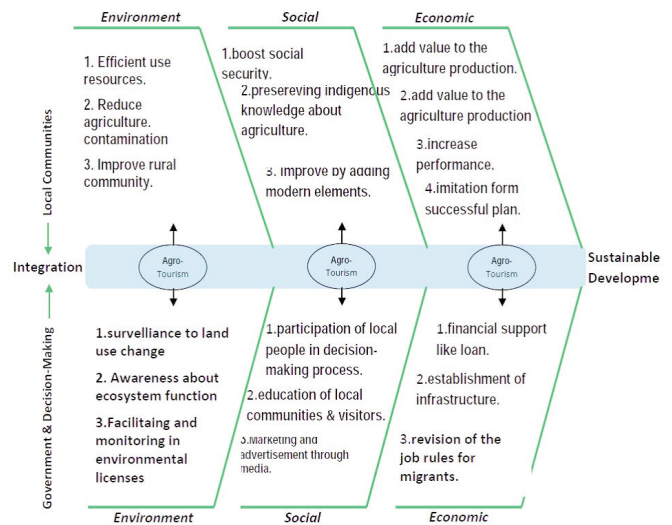 Environment
Social
Economic
1. Efficient use
resources.
2. Reduce
agriculture.
contamination
3. Improve rural
community.
1.boost social
security.
2.presereving indigenous
knowledge about
agriculture.
3. Improve by adding
modern elements.
1.add value to the
agriculture production.
2.add value to the
agriculture production
3.increase
performance.
4.imitation form
successful plan.
Local Communities
Integration
Agro-
Tourism
Agro-
Tourism
Agro-
Tourism
Sustainable
Developme
Government & Decision-Making
1.surveillance to land
use change
2. Awareness about
ecosystem function
3.Facilitaing and
monitoring in
environmental
licenses
1.participation of local
people in decision-
making process.
2.education of local
communities & visitors.
3.Marketing and
advertisement through
media.
1.financial support
like loan.
2.establishment of
infrastructure.
3.revision of the
job rules for
migrants.
Environment
Social
Economic